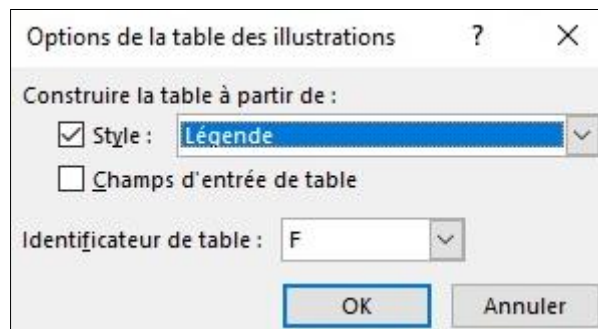 Options de la table des illustrations ?
Construire la table à partir de :
Style : Légende
Champs d'entrée de table
Identificateur de table : F
OK Annuler